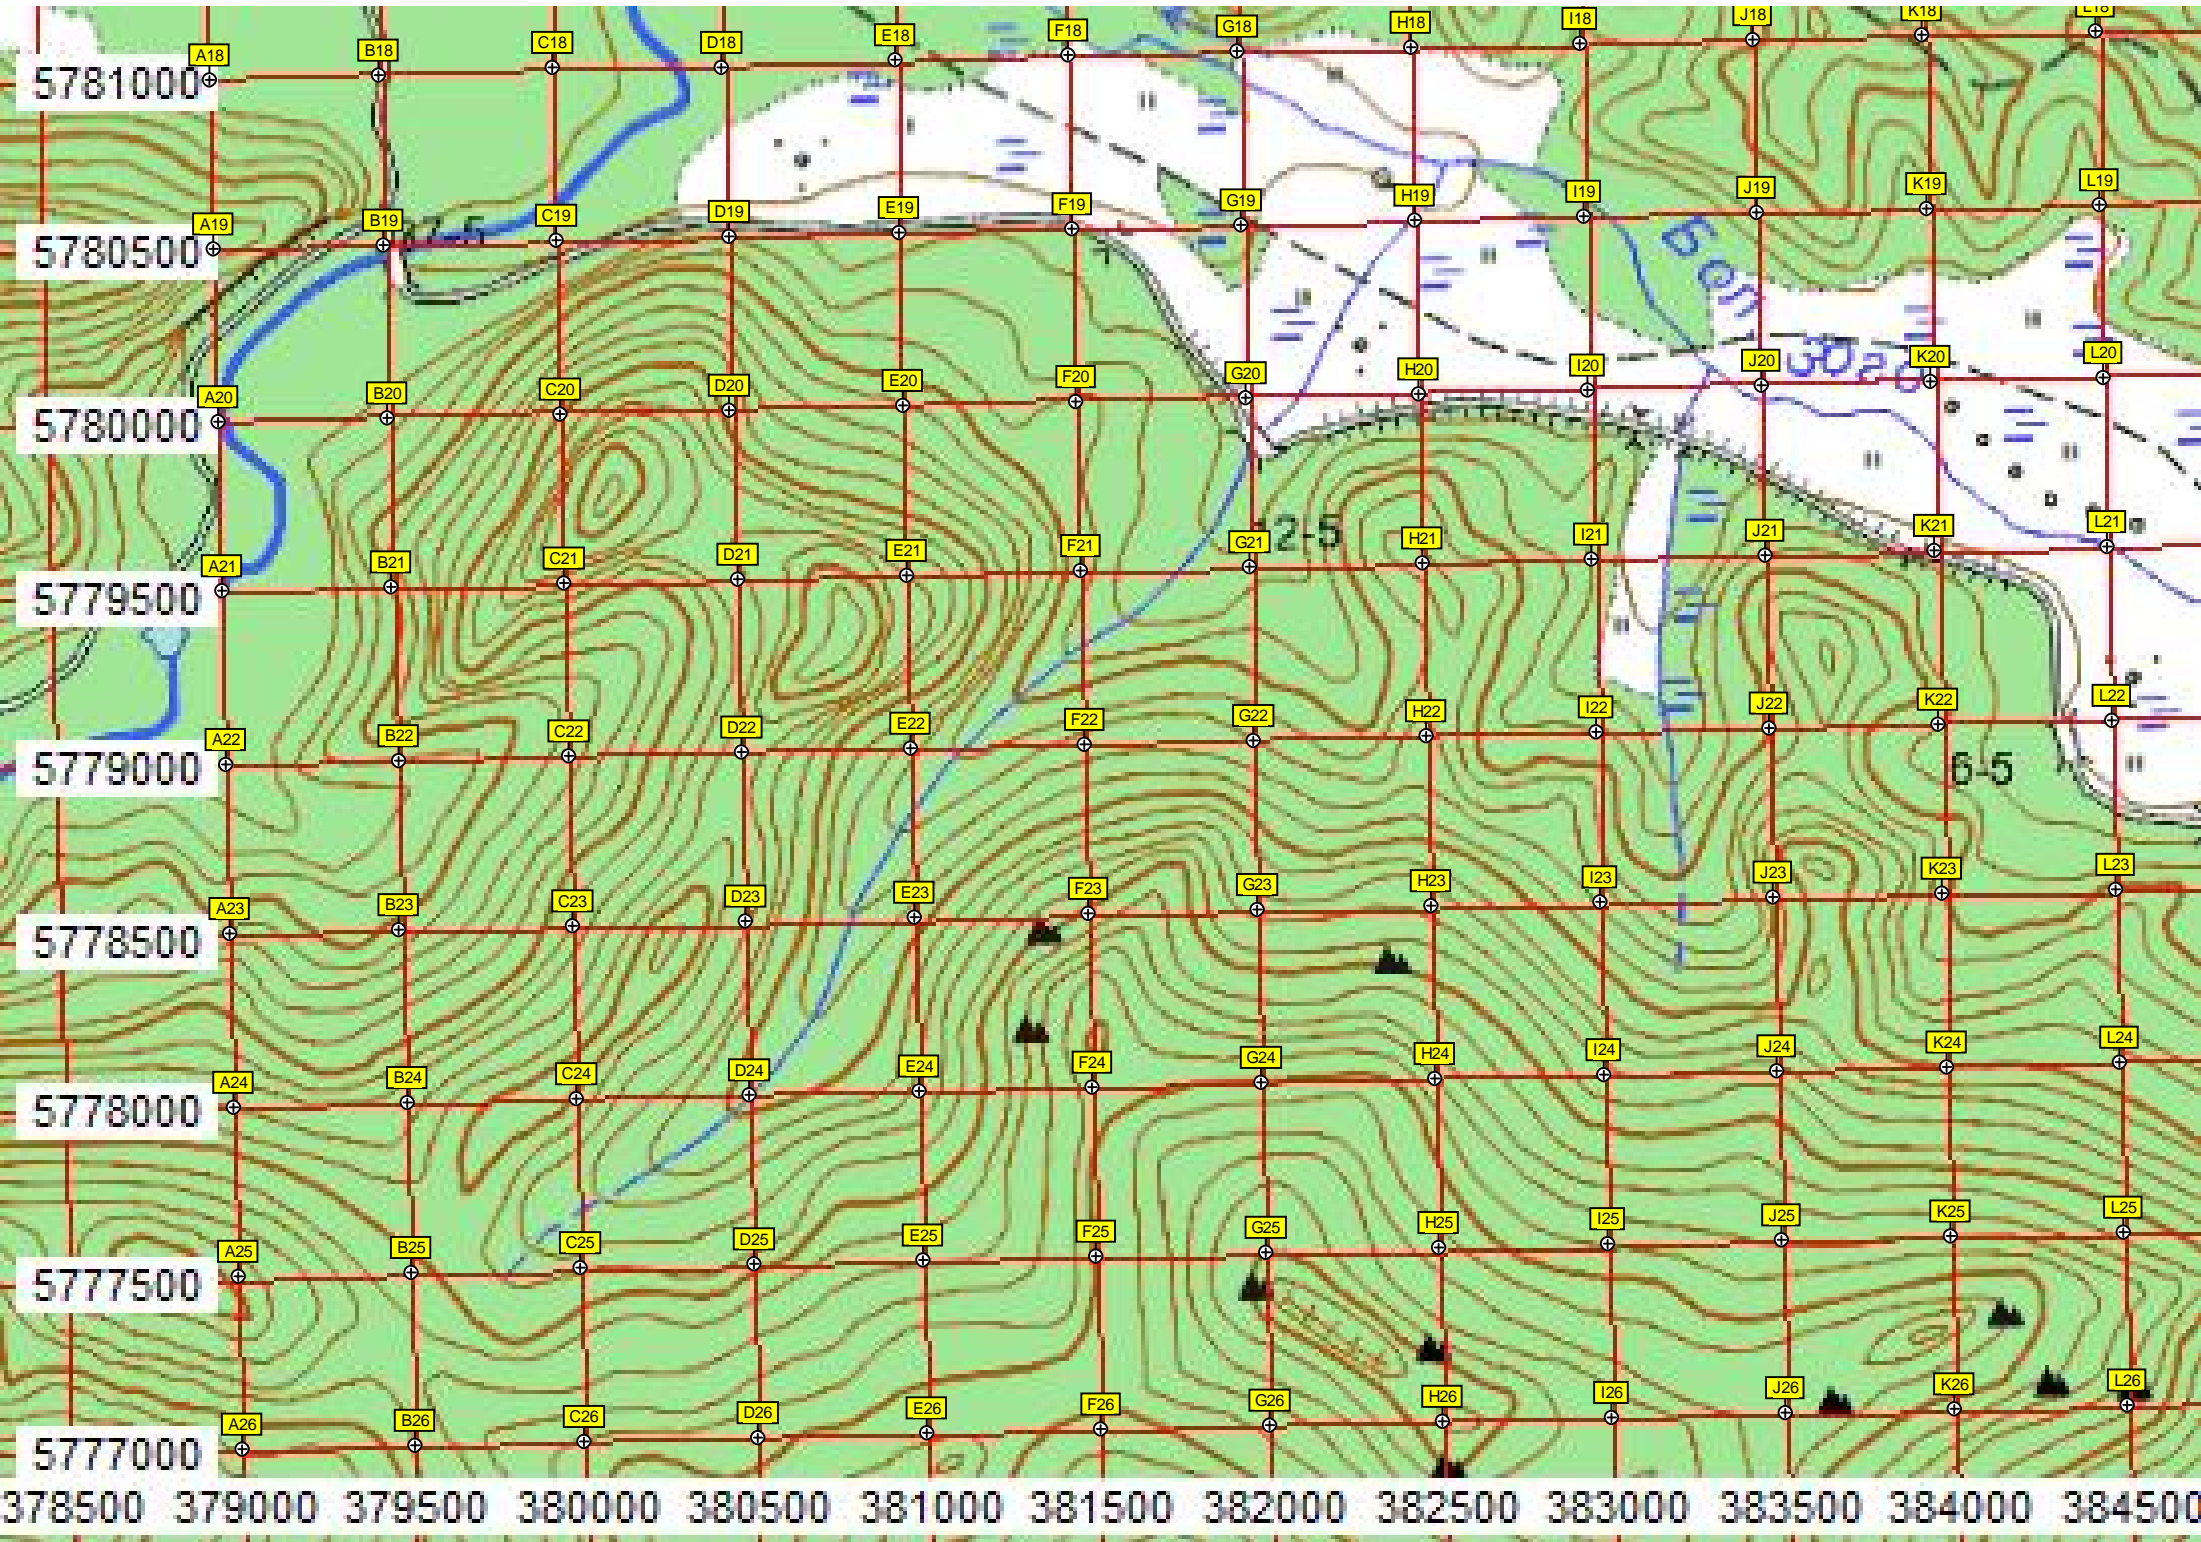 A18 B18 C18 D18 E18 F18 G18 H18 I18 J18 K18 L18
5781000
A19 B19 C19 D19 E19 F19 G19 H19 I19 J19 K19 L19
5780500
A20 B20 C20 D20 E20 F20 G20 H20 I20 J20 K20 L20
5780000
12-5
A21 B21 C21 D21 E21 F21 G21 H21 I21 J21 K21 L21
5779500
A22 B22 C22 D22 E22 F22 G22 H22 I22 J22 K22 L22
5779000
6-5
A23 B23 C23 D23 E23 F23 G23 H23 I23 J23 K23 L23
5778500
A24 B24 C24 D24 E24 F24 G24 H24 I24 J24 K24 L24
5778000
A25 B25 C25 D25 E25 F25 G25 H25 I25 J25 K25 L25
5777500
A26 B26 C26 D26 E26 F26 G26 H26 I26 J26 K26 L26
5777000
378500 379000 379500 380000 380500 381000 381500 382000 382500 383000 383500 384000 384500